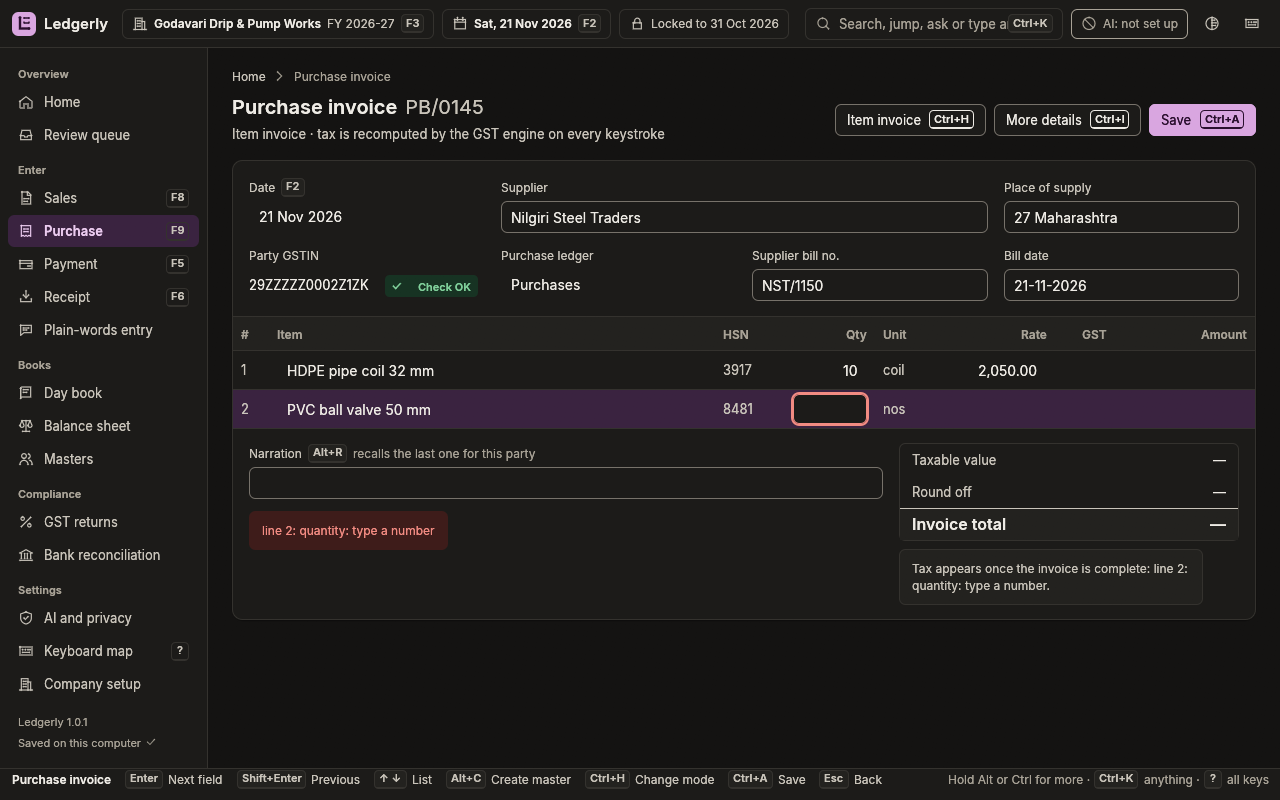 Ledgerly
Godavari Drip & Pump Works FY 2026-27 F3
Sat, 21 Nov 2026 F2
Locked to 31 Oct 2026
Search, jump, ask or type a Ctrl+K
AI: not set up
Overview
Home
Review queue
Enter
Sales F8
Purchase F9
Payment F5
Receipt F6
Plain-words entry
Books
Day book
Balance sheet
Masters
Compliance
GST returns
Bank reconciliation
Settings
AI and privacy
Keyboard map ?
Company setup
Ledgerly 1.0.1
Saved on this computer
Home Purchase invoice
Purchase invoice PB/0145
Item invoice · tax is recomputed by the GST engine on every keystroke
Item invoice Ctrl+H
More details Ctrl+I
Save Ctrl+A
Date F2
21 Nov 2026
Supplier
Nilgiri Steel Traders
Place of supply
27 Maharashtra
Party GSTIN
29ZZZZZ0002Z1ZK Check OK
Purchase ledger
Purchases
Supplier bill no.
NST/1150
Bill date
21-11-2026
# Item HSN Qty Unit Rate GST Amount
1 HDPE pipe coil 32 mm 3917 10 coil 2,050.00
2 PVC ball valve 50 mm 8481 nos
Narration Alt+R recalls the last one for this party
line 2: quantity: type a number
Taxable value —
Round off —
Invoice total —
Tax appears once the invoice is complete: line 2:
quantity: type a number.
Purchase invoice Enter Next field Shift+Enter Previous ↑↓ List Alt+C Create master Ctrl+H Change mode Ctrl+A Save Esc Back
Hold Alt or Ctrl for more · Ctrl+K anything · ? all keys